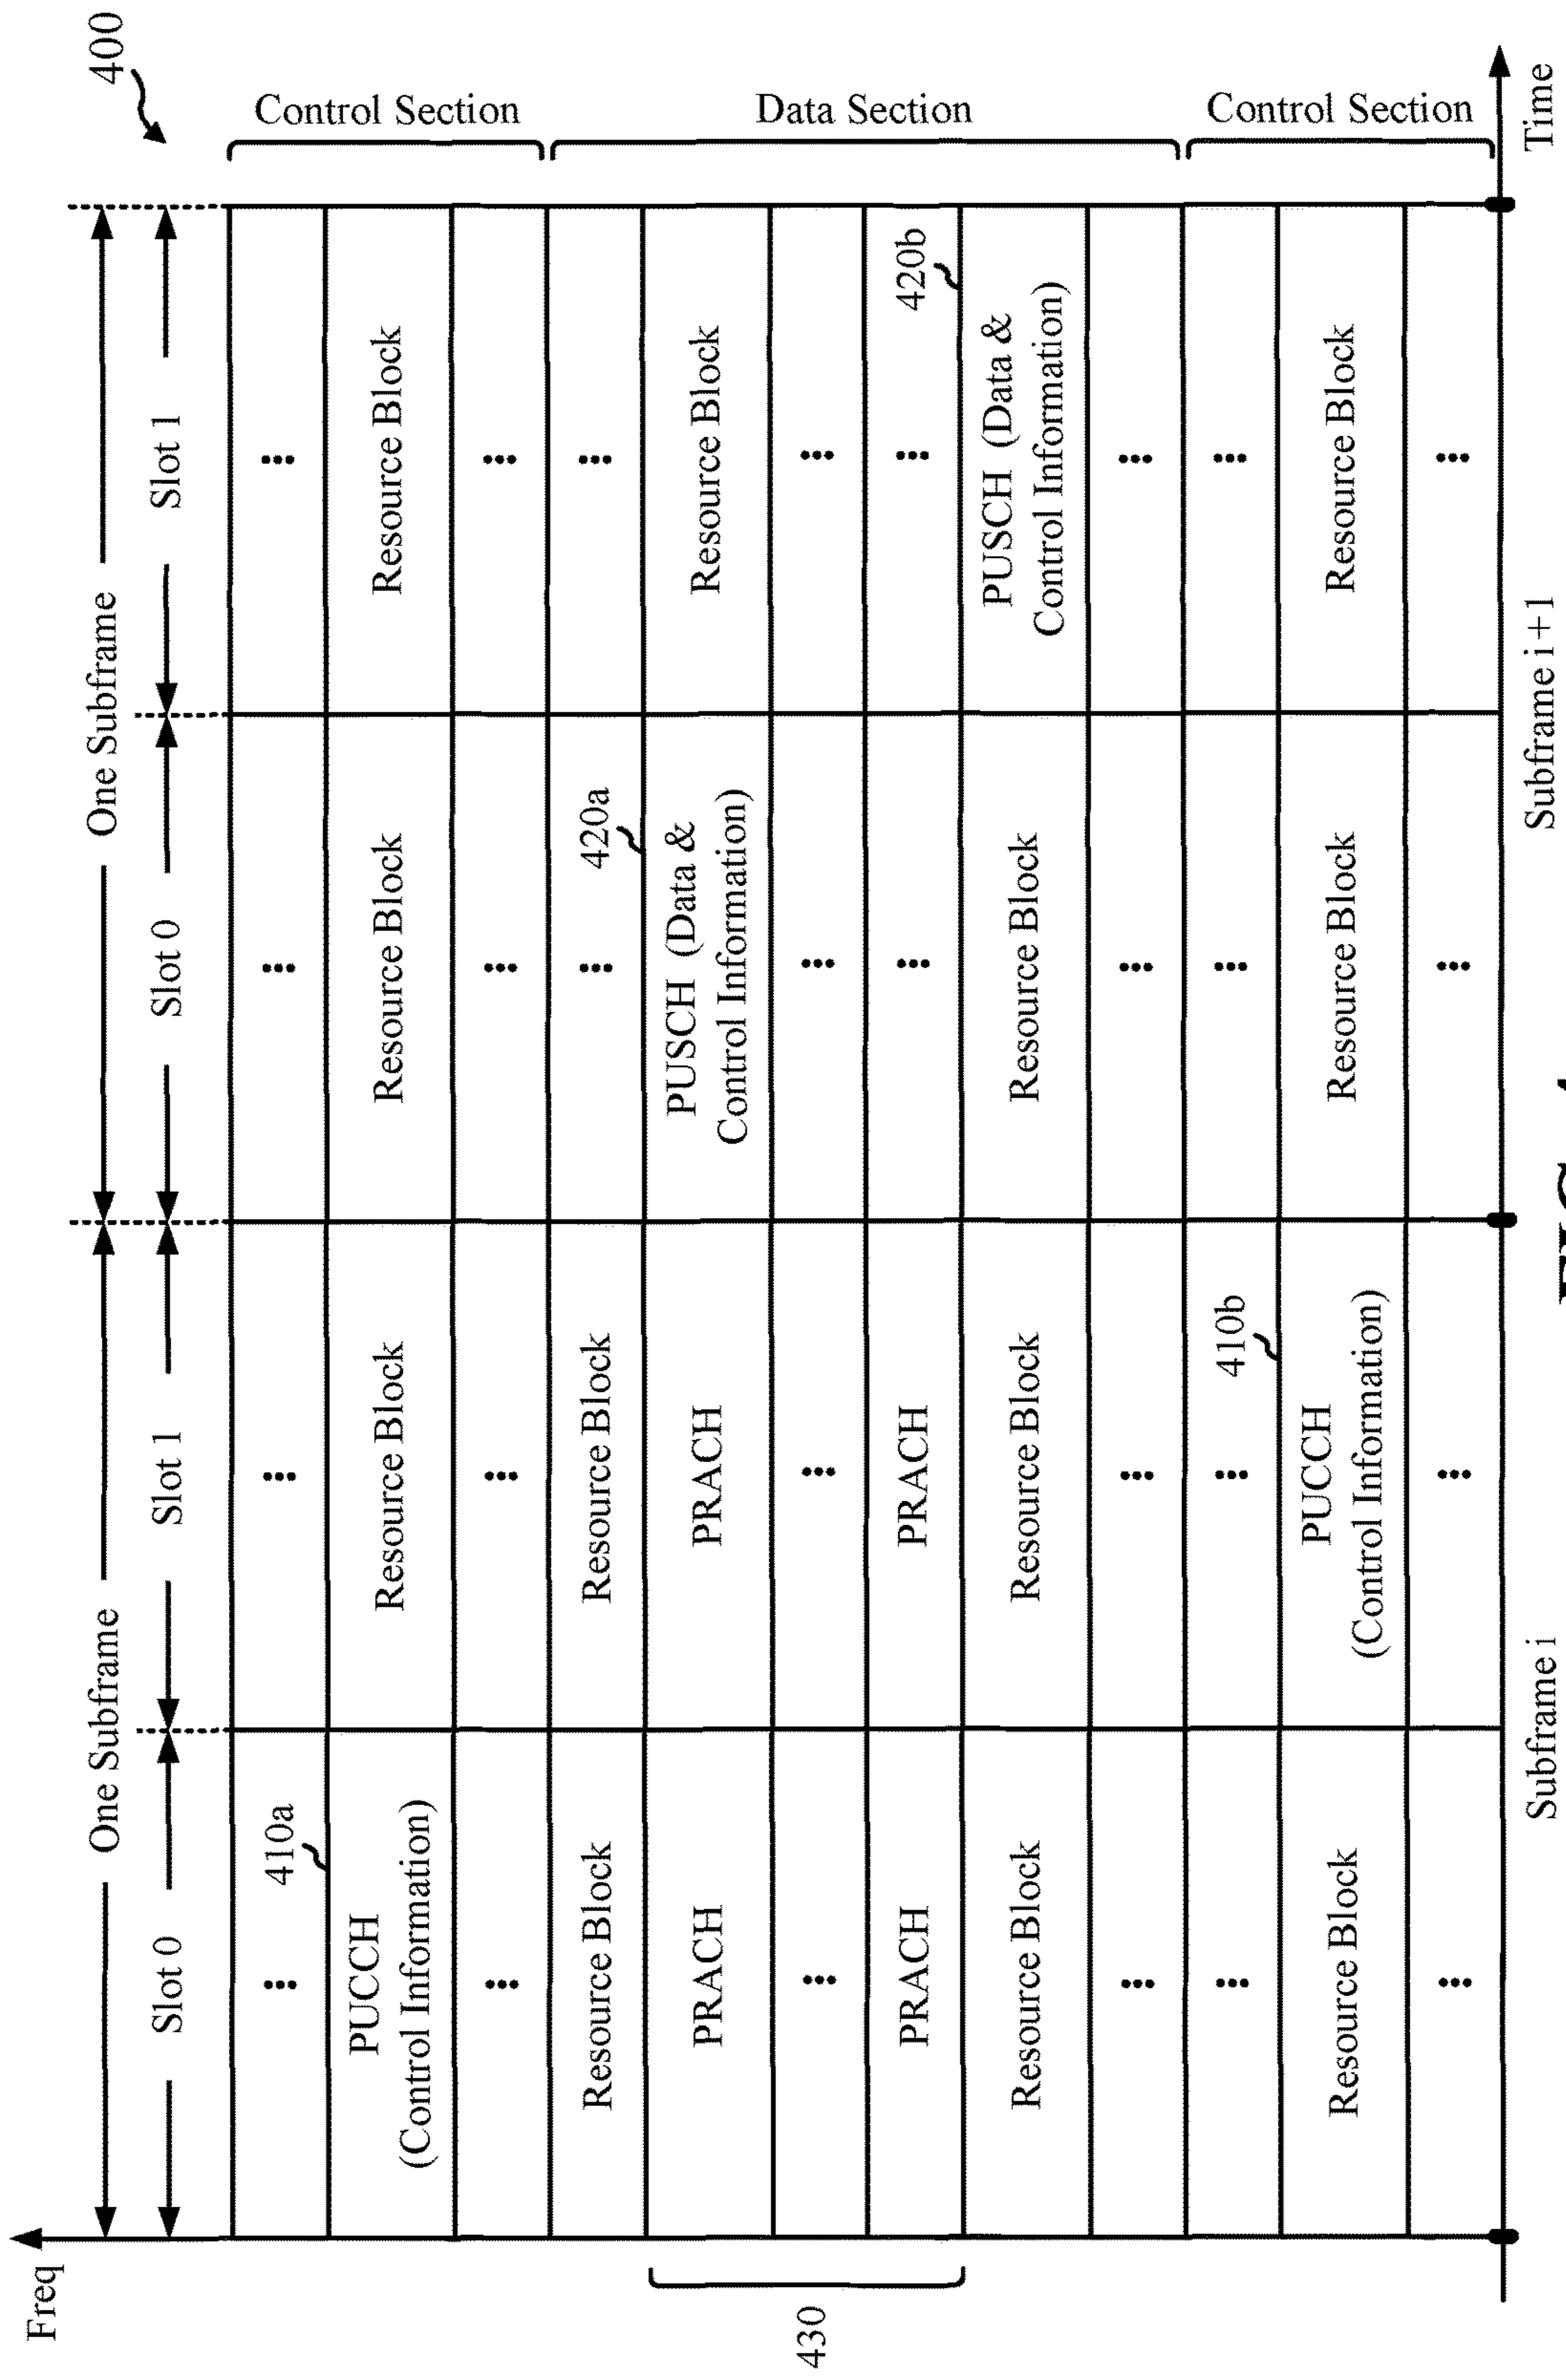 400
One Subframe
One Subframe
Slot 0
Slot 1
Slot 0
Slot 1
Freq
Control Section
Data Section
Control Section
... ... ... ...
410a
PUCCH
(Control Information)
Resource Block
Resource Block
Resource Block
... ... ... ...
Resource Block
Resource Block
... ...
420a
PRACH
PRACH
PUSCH (Data &
Control Information)
Resource Block
430
... ... ... ...
PRACH
PRACH
... ...
420b
Resource Block
Resource Block
Resource Block
PUSCH (Data &
Control Information)
... ... ... ...
... ... ... ...
410b
Resource Block
PUCCH
(Control Information)
Resource Block
Resource Block
... ... ... ...
Time
Subframe i
Subframe i+1